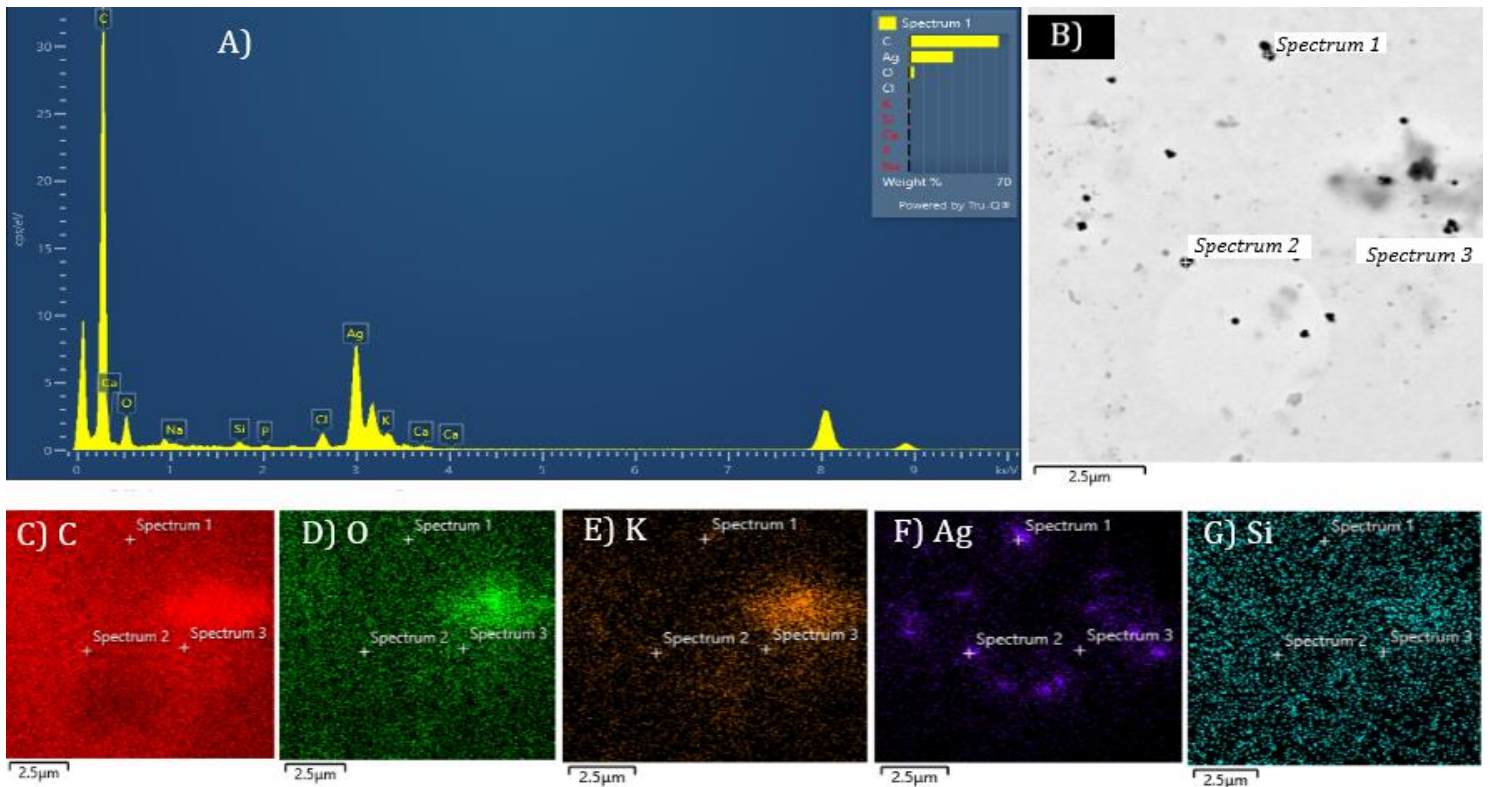 A)
Spectrum 1
C
Ag
O
Cl
K
Si
Ca
P
Na
Weight %
70
Powered by Tru-Q®
30
25
20
15
10
5
0
cps/eV
C
Ca
O
Na
Si
P
Cl
Ag
K
Ca
Ca
0 1 2 3 4 5 6 7 8 9 keV
B)
Spectrum 1
Spectrum 2
Spectrum 3
2.5µm
C) C
Spectrum 1
Spectrum 2
Spectrum 3
2.5µm
D) O
Spectrum 1
Spectrum 2
Spectrum 3
2.5µm
E) K
Spectrum 1
Spectrum 2
Spectrum 3
2.5µm
F) Ag
Spectrum 1
Spectrum 2
Spectrum 3
2.5µm
G) Si
Spectrum 1
Spectrum 2
Spectrum 3
2.5µm